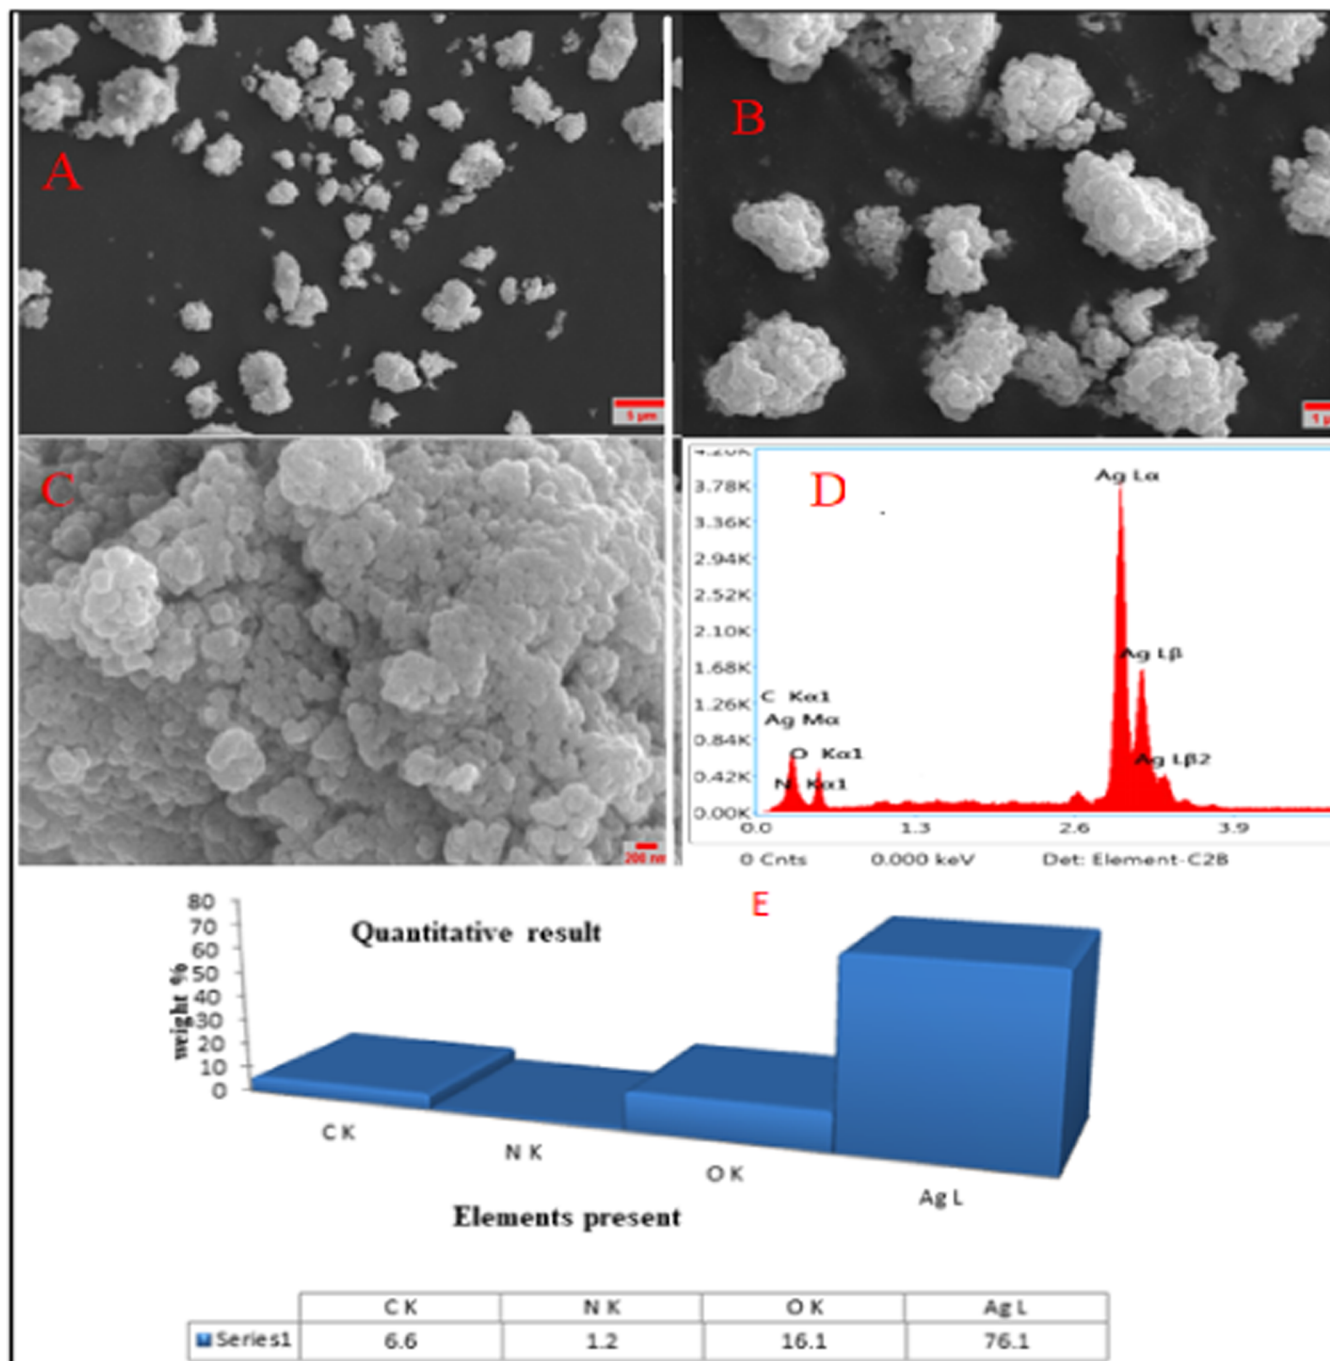 A
B
5 µm
1 µ
C
200 nm
D
4.20K
3.78K
3.36K
2.94K
2.52K
2.10K
1.68K
1.26K
0.84K
0.42K
0.00K
Ag Lα
Ag Lβ
C Kα1
Ag Mα
O Kα1
Ag Lβ2
N Kα1
0.0 1.3 2.6 3.9
0 Cnts 0.000 keV Det: Element-C2B
E
Quantitative result
80
70
60
50
40
30
20
10
0
weight %
C K
N K
O K
Ag L
Elements present
C K N K O K Ag L
Series1 6.6 1.2 16.1 76.1